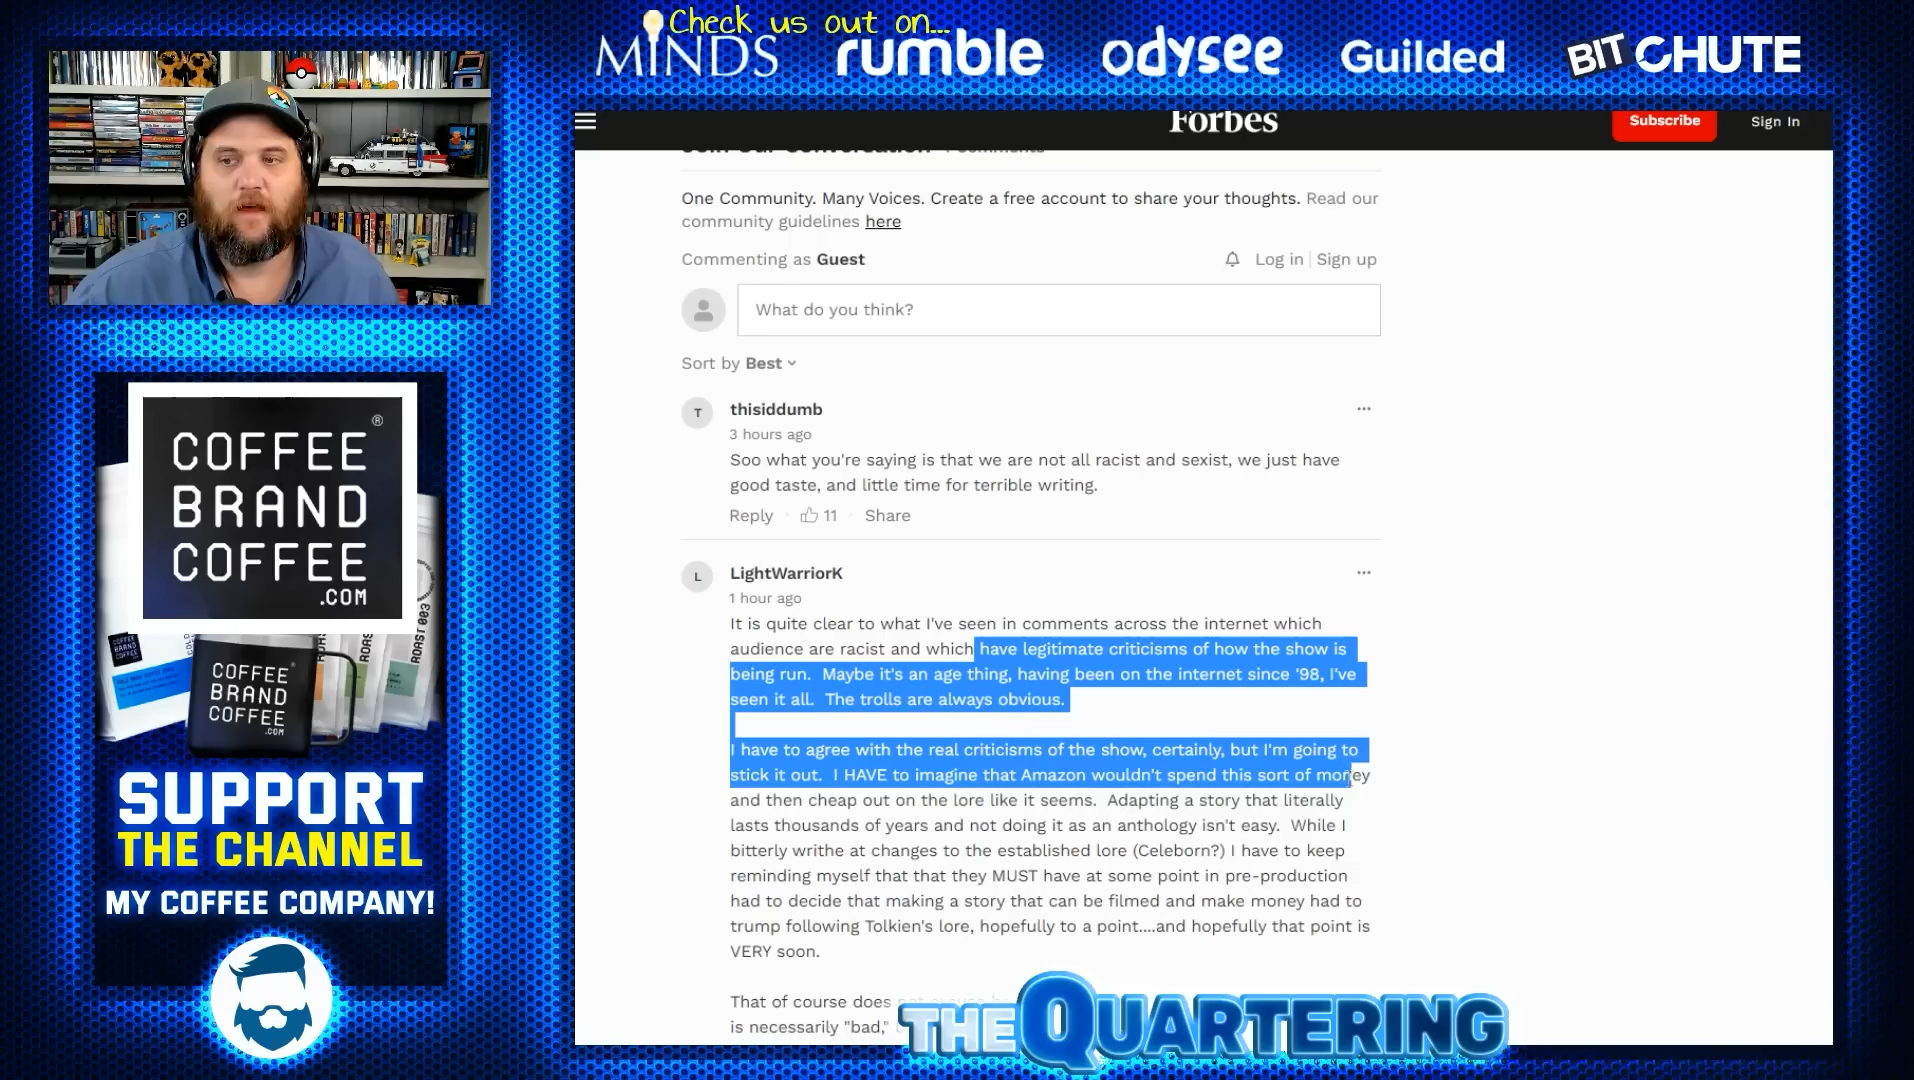 Check us out on...
MINDS rumble odysee Guilded BITCHUTE
Forbes
Subscribe
Sign In
Join Our Conversation
One Community. Many Voices. Create a free account to share your thoughts. Read our
community guidelines here
Commenting as Guest
Log in | Sign up
What do you think?
Sort by Best
T
thisiddumb
3 hours ago
Soo what you're saying is that we are not all racist and sexist, we just have
good taste, and little time for terrible writing.
Reply · 11 · Share
L
LightWarriorK
1 hour ago
It is quite clear to what I've seen in comments across the internet which
audience are racist and which have legitimate criticisms of how the show is
being run.  Maybe it's an age thing, having been on the internet since '98, I've
seen it all.  The trolls are always obvious.
I have to agree with the real criticisms of the show, certainly, but I'm going to
stick it out.  I HAVE to imagine that Amazon wouldn't spend this sort of money
and then cheap out on the lore like it seems.  Adapting a story that literally
lasts thousands of years and not doing it as an anthology isn't easy.  While I
bitterly writhe at changes to the established lore (Celeborn?) I have to keep
reminding myself that that they MUST have at some point in pre-production
had to decide that making a story that can be filmed and make money had to
trump following Tolkien's lore, hopefully to a point....and hopefully that point is
VERY soon.
That of course does
is necessarily "bad,"
THE QUARTERING
COFFEE ®
BRAND
COFFEE
.COM
COFFEE
BRAND
COFFEE
.COM
ROAST 003
SUPPORT
THE CHANNEL
MY COFFEE COMPANY!